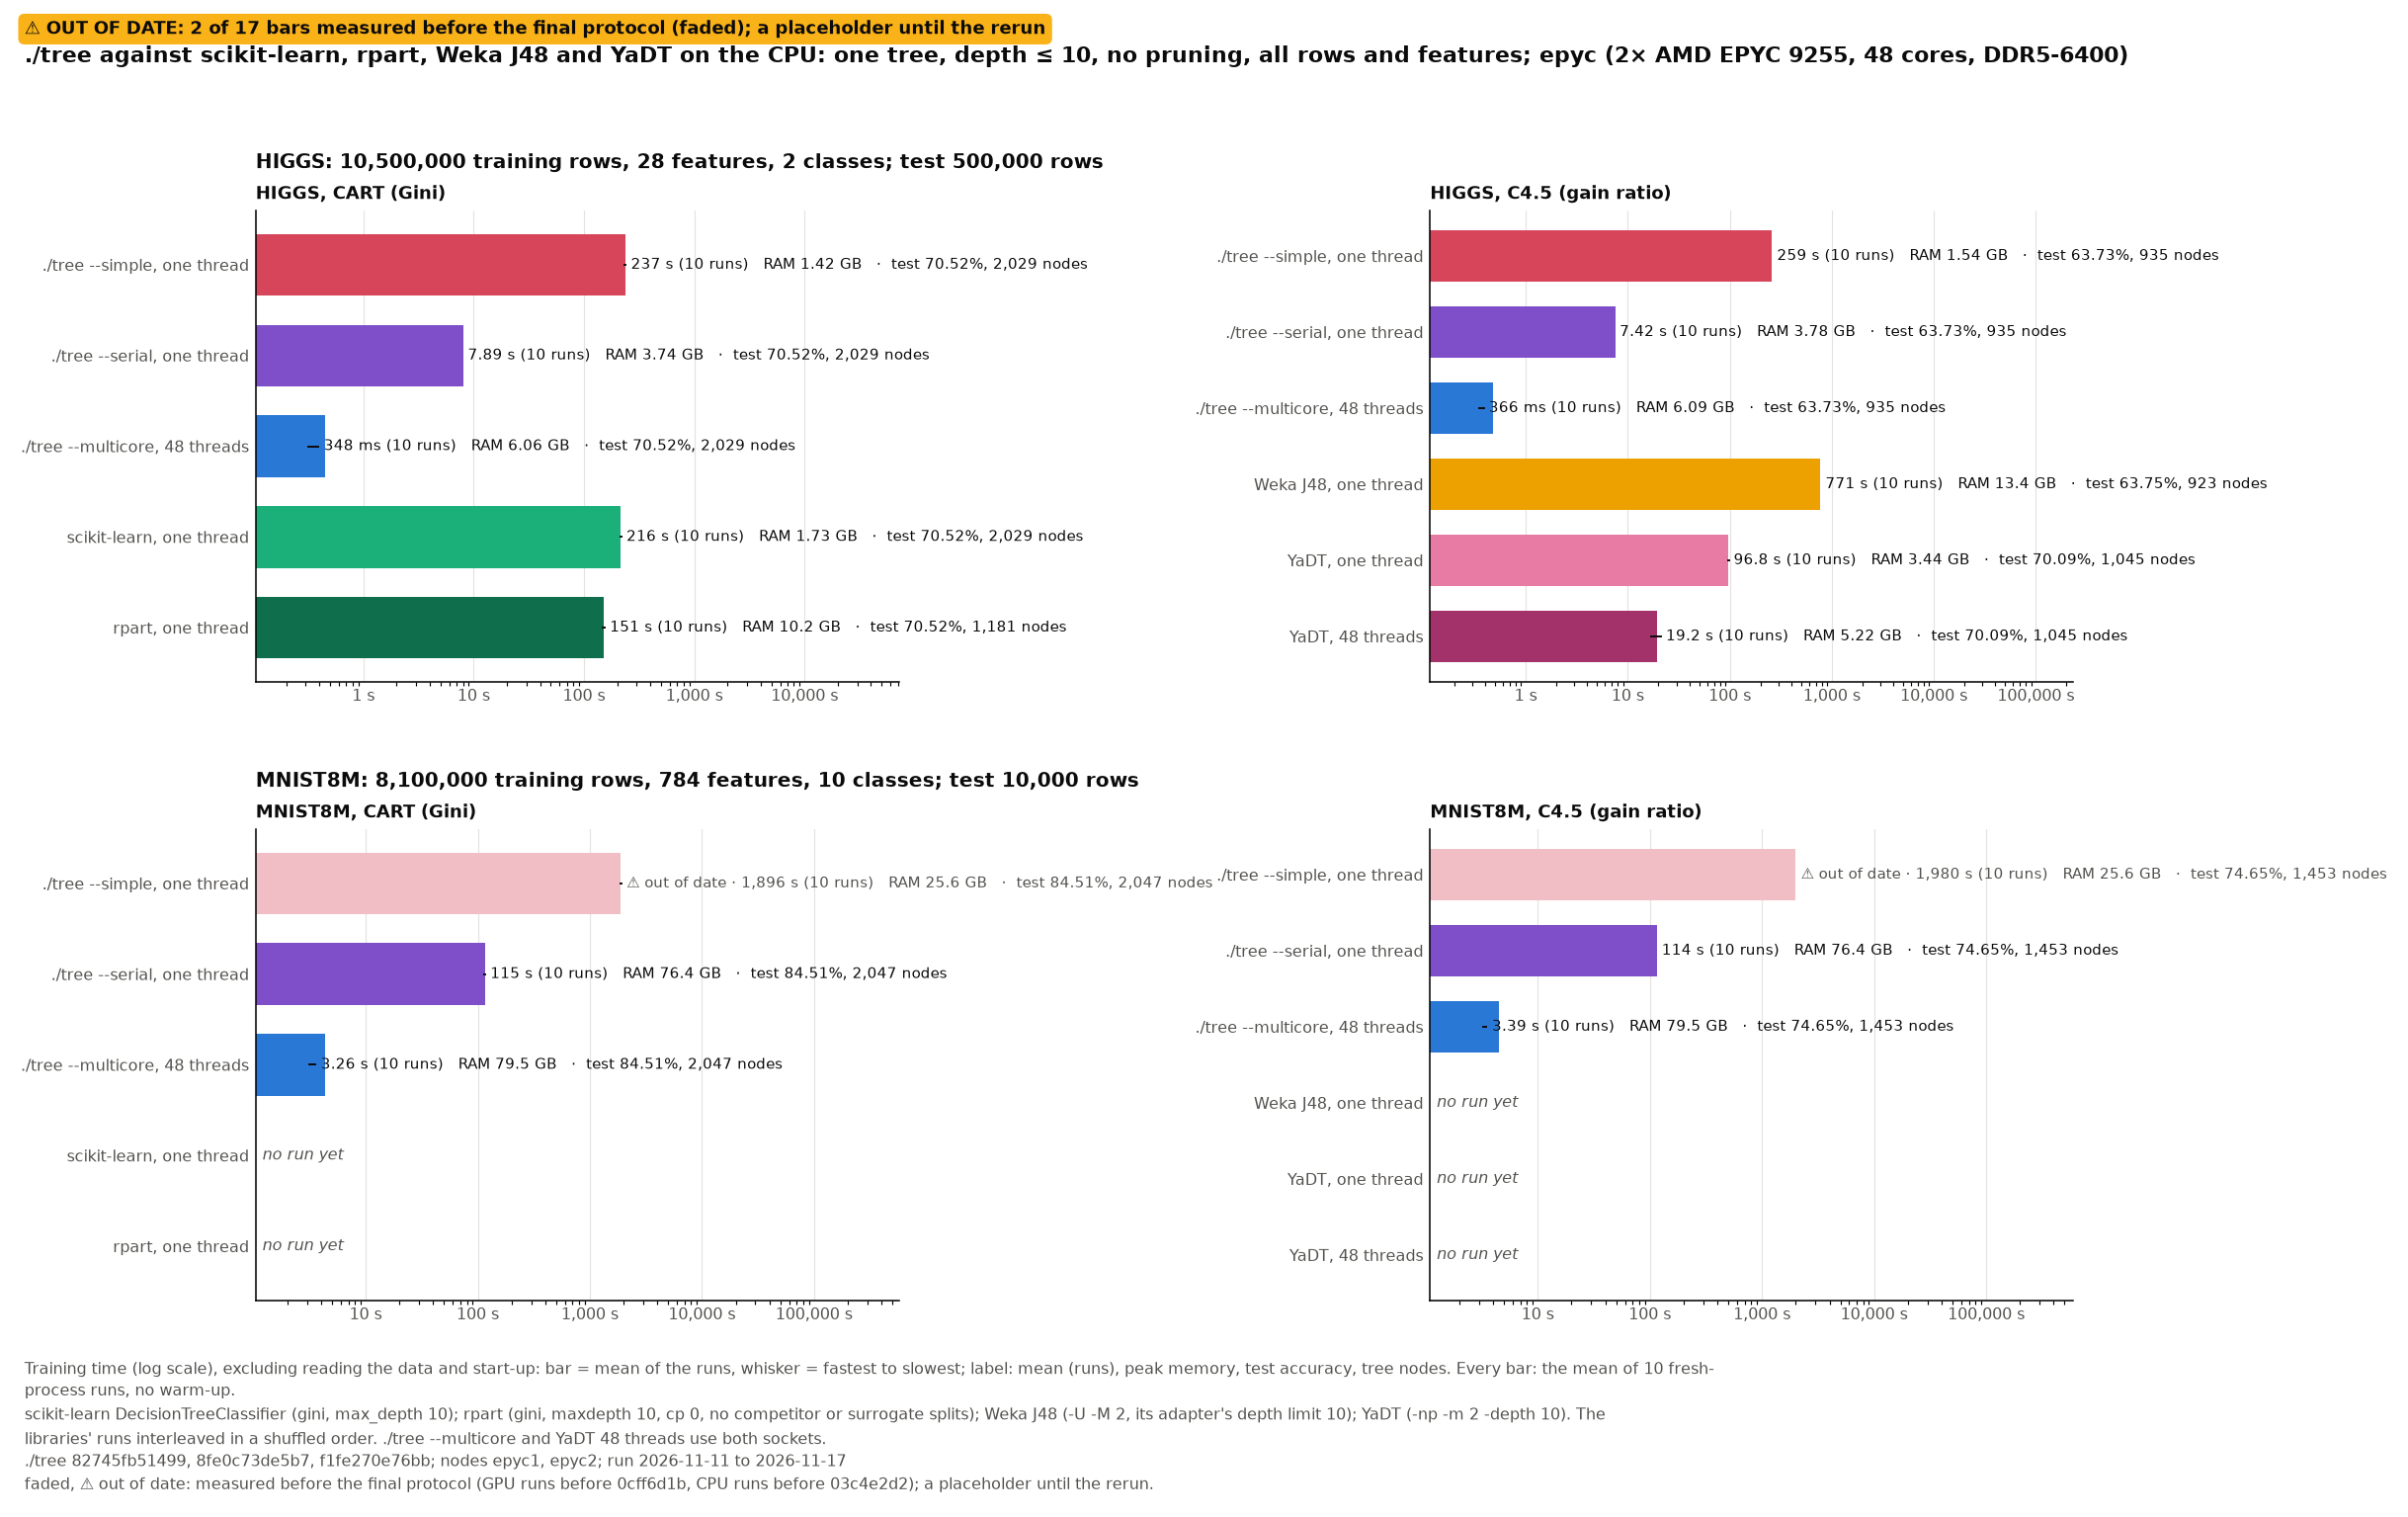 ⚠ OUT OF DATE: 2 of 17 bars measured before the final protocol (faded); a placeholder until the rerun
./tree against scikit-learn, rpart, Weka J48 and YaDT on the CPU: one tree, depth ≤ 10, no pruning, all rows and features; epyc (2× AMD EPYC 9255, 48 cores, DDR5-6400)
HIGGS: 10,500,000 training rows, 28 features, 2 classes; test 500,000 rows
HIGGS, CART (Gini)
./tree --simple, one thread
237 s (10 runs)   RAM 1.42 GB   ·  test 70.52%, 2,029 nodes
./tree --serial, one thread
7.89 s (10 runs)   RAM 3.74 GB   ·  test 70.52%, 2,029 nodes
./tree --multicore, 48 threads
348 ms (10 runs)   RAM 6.06 GB   ·  test 70.52%, 2,029 nodes
scikit-learn, one thread
216 s (10 runs)   RAM 1.73 GB   ·  test 70.52%, 2,029 nodes
rpart, one thread
151 s (10 runs)   RAM 10.2 GB   ·  test 70.52%, 1,181 nodes
1 s 10 s 100 s 1,000 s 10,000 s
HIGGS, C4.5 (gain ratio)
./tree --simple, one thread
259 s (10 runs)   RAM 1.54 GB   ·  test 63.73%, 935 nodes
./tree --serial, one thread
7.42 s (10 runs)   RAM 3.78 GB   ·  test 63.73%, 935 nodes
./tree --multicore, 48 threads
366 ms (10 runs)   RAM 6.09 GB   ·  test 63.73%, 935 nodes
Weka J48, one thread
771 s (10 runs)   RAM 13.4 GB   ·  test 63.75%, 923 nodes
YaDT, one thread
96.8 s (10 runs)   RAM 3.44 GB   ·  test 70.09%, 1,045 nodes
YaDT, 48 threads
19.2 s (10 runs)   RAM 5.22 GB   ·  test 70.09%, 1,045 nodes
1 s 10 s 100 s 1,000 s 10,000 s 100,000 s
MNIST8M: 8,100,000 training rows, 784 features, 10 classes; test 10,000 rows
MNIST8M, CART (Gini)
./tree --simple, one thread
⚠ out of date · 1,896 s (10 runs)   RAM 25.6 GB   ·  test 84.51%, 2,047 nodes
./tree --serial, one thread
115 s (10 runs)   RAM 76.4 GB   ·  test 84.51%, 2,047 nodes
./tree --multicore, 48 threads
3.26 s (10 runs)   RAM 79.5 GB   ·  test 84.51%, 2,047 nodes
scikit-learn, one thread
no run yet
rpart, one thread
no run yet
10 s 100 s 1,000 s 10,000 s 100,000 s
MNIST8M, C4.5 (gain ratio)
./tree --simple, one thread
⚠ out of date · 1,980 s (10 runs)   RAM 25.6 GB   ·  test 74.65%, 1,453 nodes
./tree --serial, one thread
114 s (10 runs)   RAM 76.4 GB   ·  test 74.65%, 1,453 nodes
./tree --multicore, 48 threads
3.39 s (10 runs)   RAM 79.5 GB   ·  test 74.65%, 1,453 nodes
Weka J48, one thread
no run yet
YaDT, one thread
no run yet
YaDT, 48 threads
no run yet
10 s 100 s 1,000 s 10,000 s 100,000 s
Training time (log scale), excluding reading the data and start-up: bar = mean of the runs, whisker = fastest to slowest; label: mean (runs), peak memory, test accuracy, tree nodes. Every bar: the mean of 10 fresh-
process runs, no warm-up.
scikit-learn DecisionTreeClassifier (gini, max_depth 10); rpart (gini, maxdepth 10, cp 0, no competitor or surrogate splits); Weka J48 (-U -M 2, its adapter's depth limit 10); YaDT (-np -m 2 -depth 10). The
libraries' runs interleaved in a shuffled order. ./tree --multicore and YaDT 48 threads use both sockets.
./tree 82745fb51499, 8fe0c73de5b7, f1fe270e76bb; nodes epyc1, epyc2; run 2026-11-11 to 2026-11-17
faded, ⚠ out of date: measured before the final protocol (GPU runs before 0cff6d1b, CPU runs before 03c4e2d2); a placeholder until the rerun.